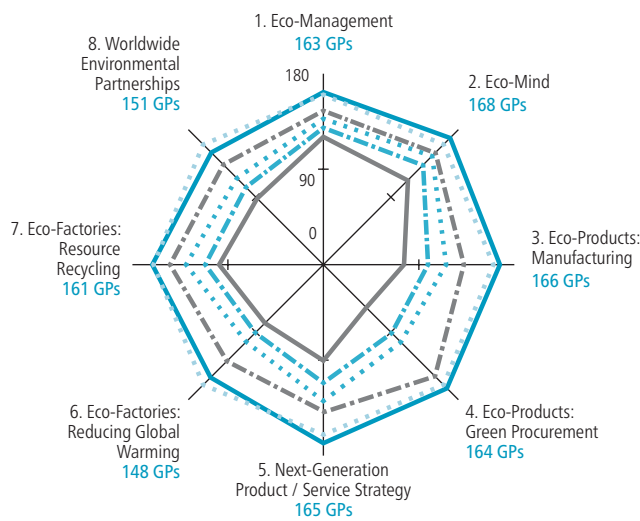 1. Eco-Management
163 GPs
2. Eco-Mind
168 GPs
3. Eco-Products:
Manufacturing
166 GPs
4. Eco-Products:
Green Procurement
164 GPs
5. Next-Generation
Product / Service Strategy
165 GPs
6. Eco-Factories:
Reducing Global
Warming
148 GPs
7. Eco-Factories:
Resource
Recycling
161 GPs
8. Worldwide
Environmental
Partnerships
151 GPs
180
90
0